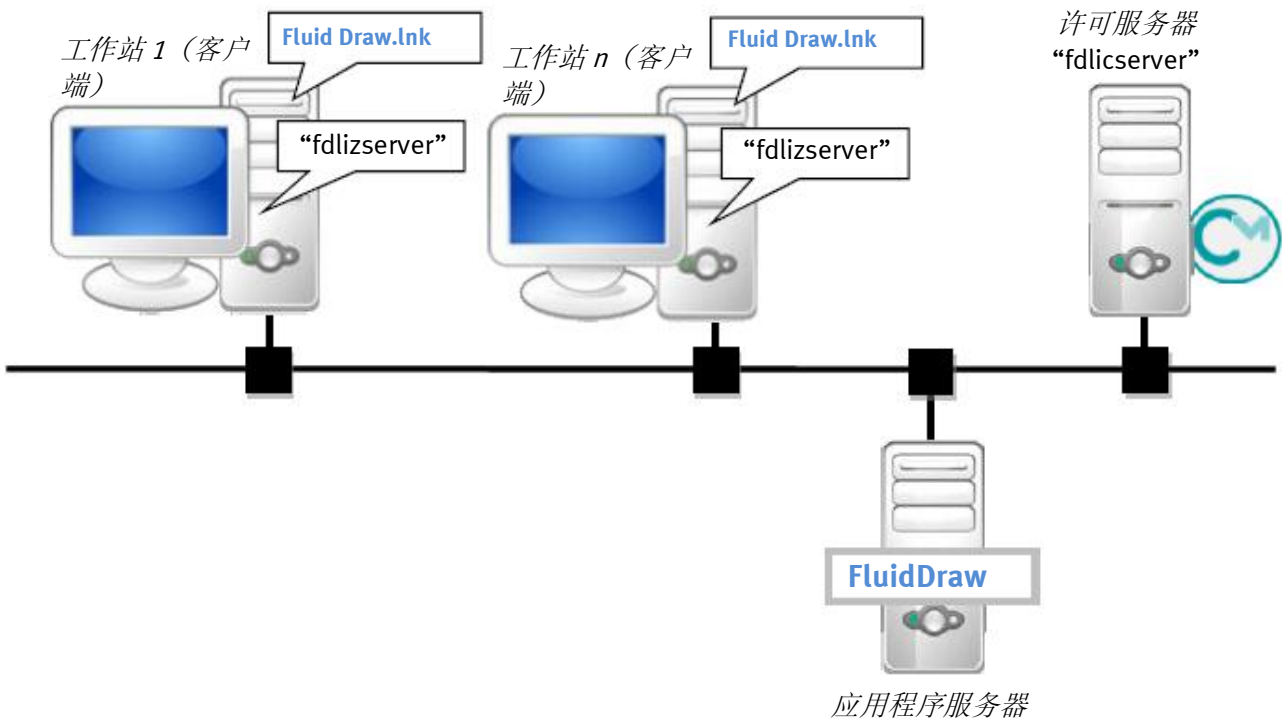 工作站 1（客户
端）
Fluid Draw.lnk
“fdlizserver”
工作站 n（客户
端）
Fluid Draw.lnk
“fdlizserver”
许可服务器
“fdlicserver”
CM
FluidDraw
应用程序服务器